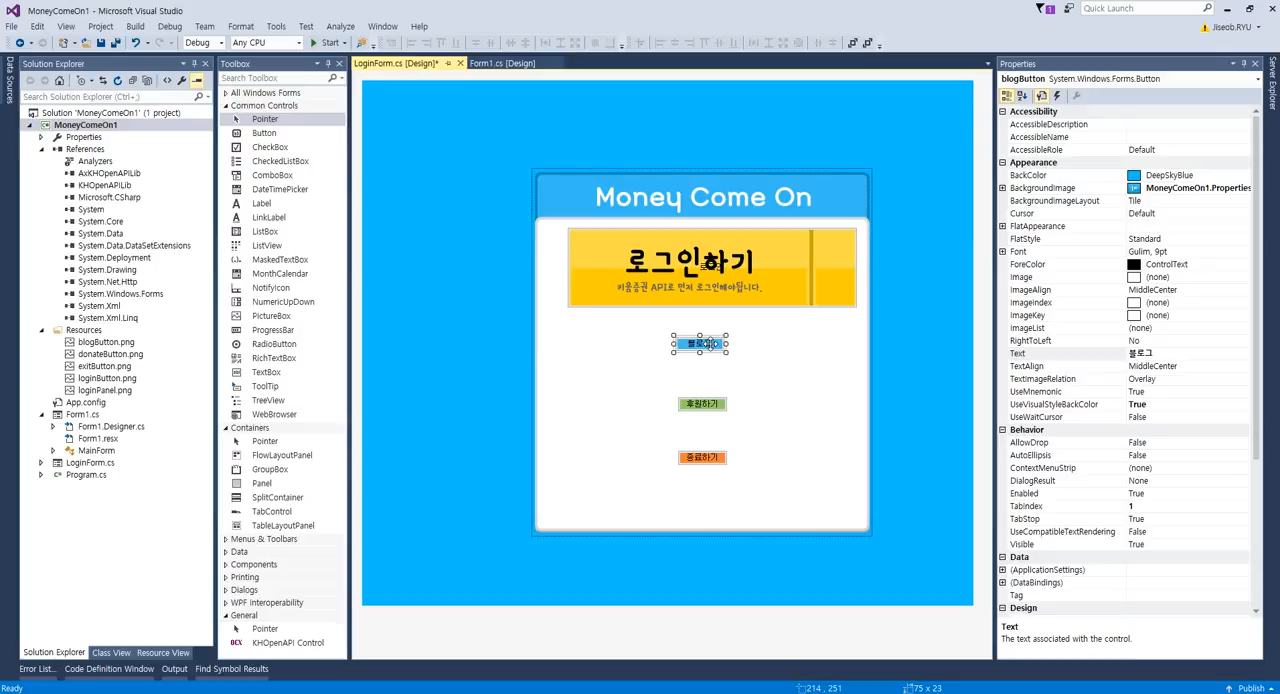 MoneyComeOn1 - Microsoft Visual Studio
1
Quick Launch
File Edit View Project Build Debug Team Format Tools Test Analyze Window Help
Jiseob.RYU
Debug Any CPU Start
Data Sources
Solution Explorer
Search Solution Explorer (Ctrl+;)
Solution 'MoneyComeOn1' (1 project)
MoneyComeOn1
Properties
References
Analyzers
AxKHOpenAPILib
KHOpenAPILib
Microsoft.CSharp
System
System.Core
System.Data
System.Data.DataSetExtensions
System.Deployment
System.Drawing
System.Net.Http
System.Windows.Forms
System.Xml
System.Xml.Linq
Resources
blogButton.png
donateButton.png
exitButton.png
loginButton.png
loginPanel.png
App.config
Form1.cs
Form1.Designer.cs
Form1.resx
MainForm
LoginForm.cs
Program.cs
Solution Explorer Class View Resource View
Toolbox
Search Toolbox
All Windows Forms
Common Controls
Pointer
Button
CheckBox
CheckedListBox
ComboBox
DateTimePicker
Label
LinkLabel
ListBox
ListView
MaskedTextBox
MonthCalendar
NotifyIcon
NumericUpDown
PictureBox
ProgressBar
RadioButton
RichTextBox
TextBox
ToolTip
TreeView
WebBrowser
Containers
Pointer
FlowLayoutPanel
GroupBox
Panel
SplitContainer
TabControl
TableLayoutPanel
Menus & Toolbars
Data
Components
Printing
Dialogs
WPF Interoperability
General
Pointer
KHOpenAPI Control
LoginForm.cs [Design]* Form1.cs [Design]
Money Come On
로그인하기
키움증권 API로 먼저 로그인해야됩니다.
후원하기
종료하기
Properties
blogButton System.Windows.Forms.Button
Accessibility
AccessibleDescription
AccessibleName
AccessibleRole Default
Appearance
BackColor DeepSkyBlue
BackgroundImage MoneyComeOn1.Properties
BackgroundImageLayout Tile
Cursor Default
FlatAppearance
FlatStyle Standard
Font Gulim, 9pt
ForeColor ControlText
Image (none)
ImageAlign MiddleCenter
ImageIndex (none)
ImageKey (none)
ImageList (none)
RightToLeft No
Text 블로그
TextAlign MiddleCenter
TextImageRelation Overlay
UseMnemonic True
UseVisualStyleBackColor True
UseWaitCursor False
Behavior
AllowDrop False
AutoEllipsis False
ContextMenuStrip (none)
DialogResult None
Enabled True
TabIndex 1
TabStop True
UseCompatibleTextRendering False
Visible True
Data
(ApplicationSettings)
(DataBindings)
Tag
Design
Text
The text associated with the control.
Server Explorer
Error List... Code Definition Window Output Find Symbol Results
Ready 214 , 251 75 x 23 Publish